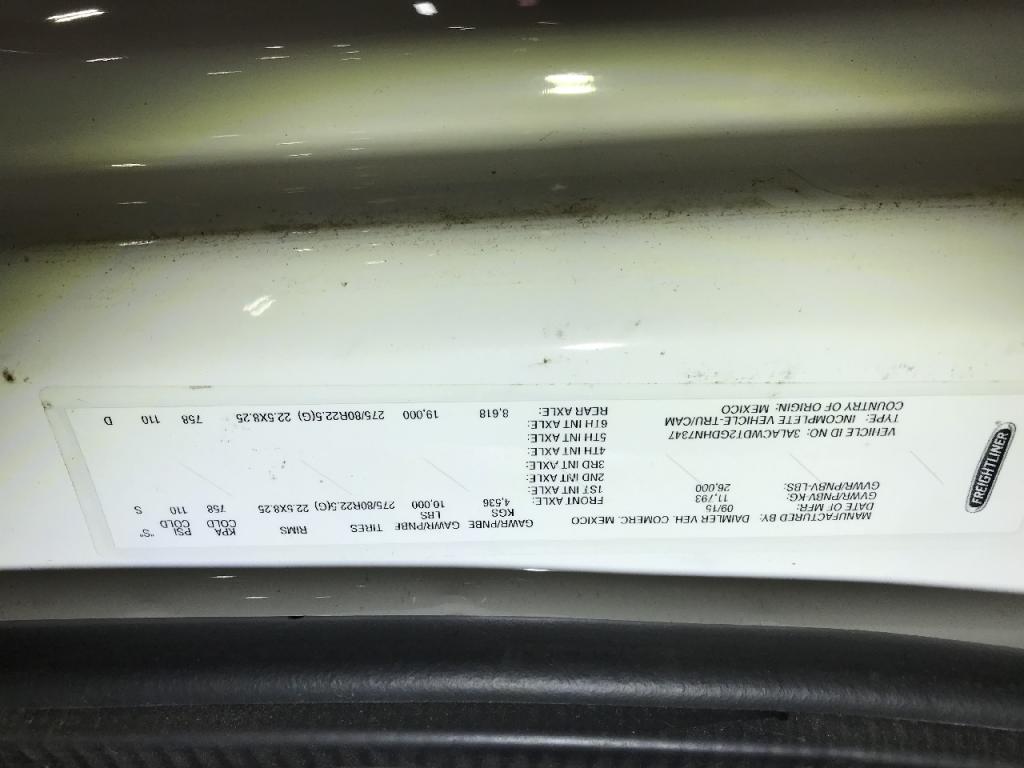 FREIGHTLINER
MANUFACTURED BY: DAIMLER VEH. COMERC. MEXICO
DATE OF MFR: 09/15
GVWR/PNBV KG: 11,793
GVWR/PNBV-LBS: 26,000
VEHICLE ID NO: 3ALACWDT2GDHN7347
TYPE: INCOMPLETE VEHICLE-TRU/CAM
COUNTRY OF ORIGIN: MEXICO
GAWR/PNBE KGS GAWR/PNBE LBS TIRES RIMS KPA COLD PSI COLD "S"
FRONT AXLE: 4,536 10,000 275/80R22.5(G) 22.5X8.25 758 110 S
1ST INT AXLE:
2ND INT AXLE:
3RD INT AXLE:
4TH INT AXLE:
5TH INT AXLE:
6TH INT AXLE:
REAR AXLE: 8,618 19,000 275/80R22.5(G) 22.5X8.25 758 110 D